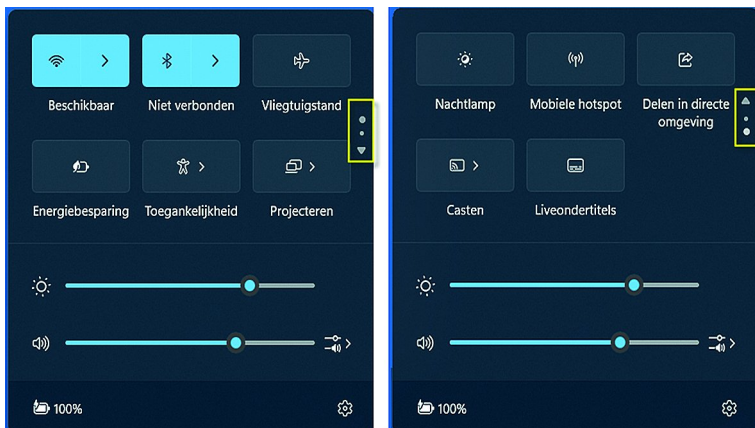 Beschikbaar
Niet verbonden
Vliegtuigstand
Energiebesparing
Toegankelijkheid
Projecteren
100%
Nachtlamp
Mobiele hotspot
Delen in directe
omgeving
Casten
Liveondertitels
100%